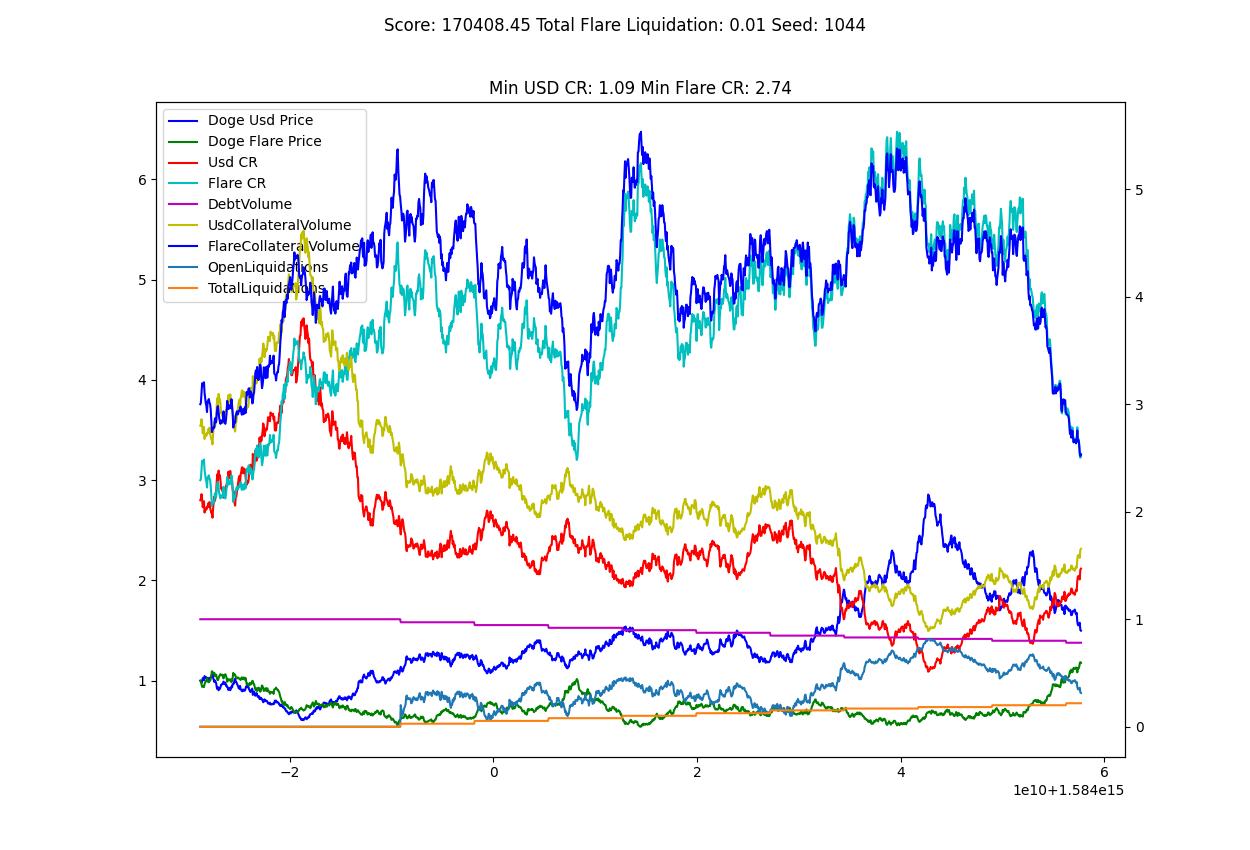 Score: 170408.45 Total Flare Liquidation: 0.01 Seed: 1044
Min USD CR: 1.09 Min Flare CR: 2.74
Doge Usd Price
Doge Flare Price
Usd CR
Flare CR
DebtVolume
UsdCollateralVolume
FlareCollateralVolume
OpenLiquidations
TotalLiquidations
6
5
4
3
2
1
5
4
3
2
1
0
−2
0
2
4
6
1e10+1.584e15